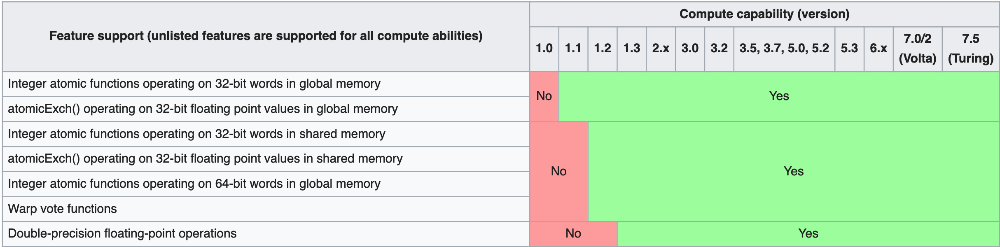 Feature support (unlisted features are supported for all compute abilities)
Compute capability (version)
1.0 1.1 1.2 1.3 2.x 3.0 3.2 3.5, 3.7, 5.0, 5.2 5.3 6.x 7.0/2 (Volta) 7.5 (Turing)
Integer atomic functions operating on 32-bit words in global memory
No Yes
atomicExch() operating on 32-bit floating point values in global memory
Integer atomic functions operating on 32-bit words in shared memory
atomicExch() operating on 32-bit floating point values in shared memory
No Yes
Integer atomic functions operating on 64-bit words in global memory
Warp vote functions
Double-precision floating-point operations No Yes